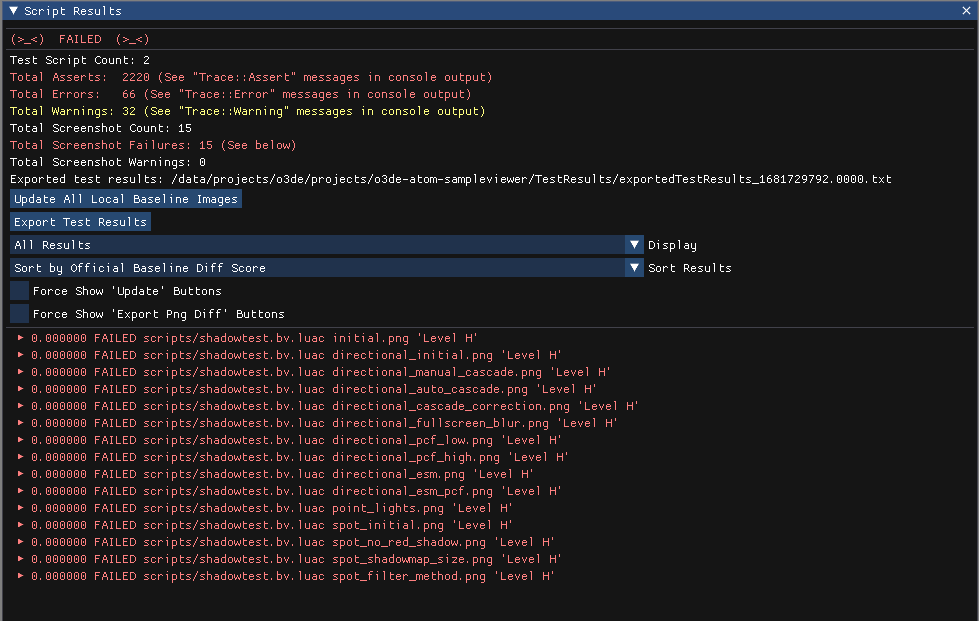 ▼ Script Results ×
(>_<)  FAILED  (>_<)
Test Script Count: 2
Total Asserts:  2220 (See "Trace::Assert" messages in console output)
Total Errors:   66 (See "Trace::Error" messages in console output)
Total Warnings: 32 (See "Trace::Warning" messages in console output)
Total Screenshot Count: 15
Total Screenshot Failures: 15 (See below)
Total Screenshot Warnings: 0
Exported test results: /data/projects/o3de/projects/o3de-atom-sampleviewer/TestResults/exportedTestResults_1681729792.0000.txt
Update All Local Baseline Images
Export Test Results
All Results ▼ Display
Sort by Official Baseline Diff Score ▼ Sort Results
Force Show 'Update' Buttons
Force Show 'Export Png Diff' Buttons
▶ 0.000000 FAILED scripts/shadowtest.bv.luac initial.png 'Level H'
▶ 0.000000 FAILED scripts/shadowtest.bv.luac directional_initial.png 'Level H'
▶ 0.000000 FAILED scripts/shadowtest.bv.luac directional_manual_cascade.png 'Level H'
▶ 0.000000 FAILED scripts/shadowtest.bv.luac directional_auto_cascade.png 'Level H'
▶ 0.000000 FAILED scripts/shadowtest.bv.luac directional_cascade_correction.png 'Level H'
▶ 0.000000 FAILED scripts/shadowtest.bv.luac directional_fullscreen_blur.png 'Level H'
▶ 0.000000 FAILED scripts/shadowtest.bv.luac directional_pcf_low.png 'Level H'
▶ 0.000000 FAILED scripts/shadowtest.bv.luac directional_pcf_high.png 'Level H'
▶ 0.000000 FAILED scripts/shadowtest.bv.luac directional_esm.png 'Level H'
▶ 0.000000 FAILED scripts/shadowtest.bv.luac directional_esm_pcf.png 'Level H'
▶ 0.000000 FAILED scripts/shadowtest.bv.luac point_lights.png 'Level H'
▶ 0.000000 FAILED scripts/shadowtest.bv.luac spot_initial.png 'Level H'
▶ 0.000000 FAILED scripts/shadowtest.bv.luac spot_no_red_shadow.png 'Level H'
▶ 0.000000 FAILED scripts/shadowtest.bv.luac spot_shadowmap_size.png 'Level H'
▶ 0.000000 FAILED scripts/shadowtest.bv.luac spot_filter_method.png 'Level H'